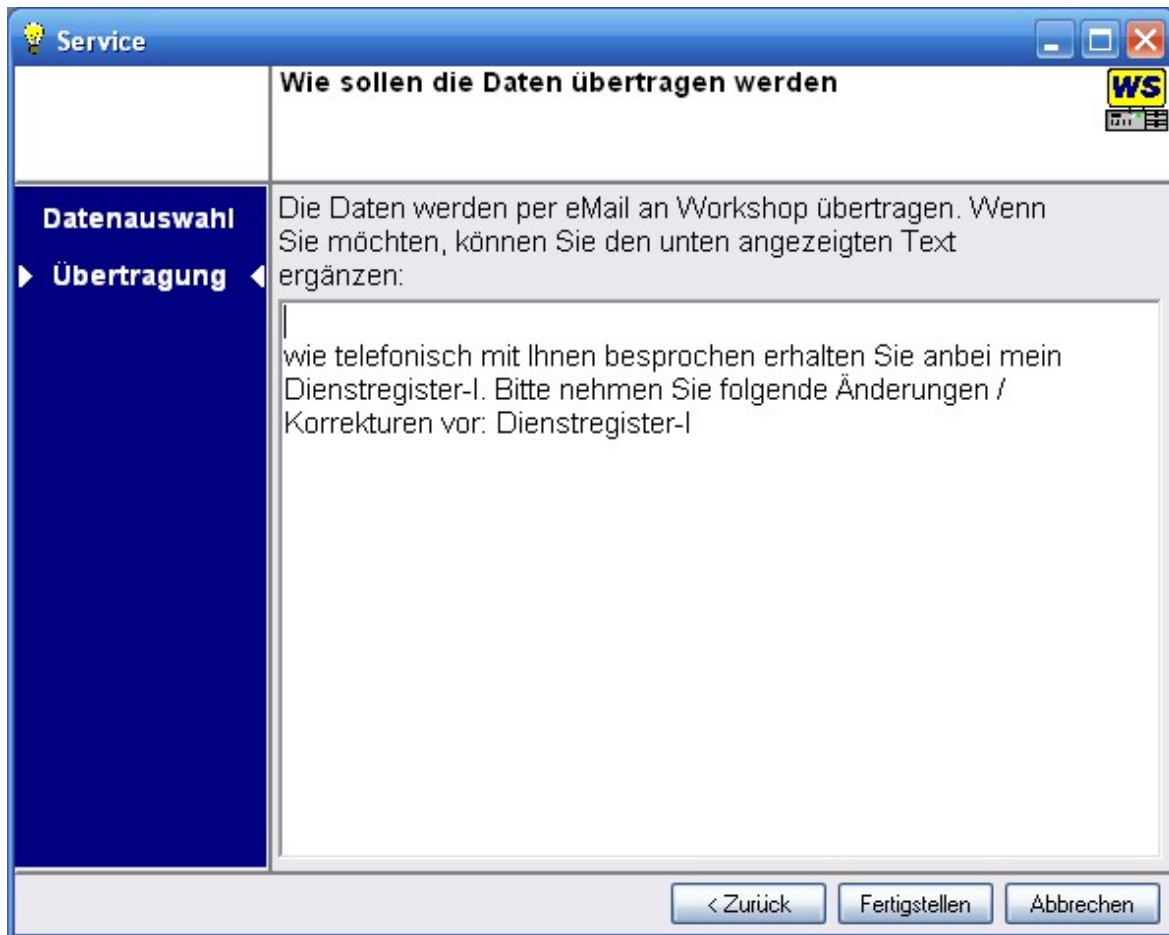 Service
Wie sollen die Daten übertragen werden
WS
Datenauswahl
Übertragung
Die Daten werden per eMail an Workshop übertragen. Wenn
Sie möchten, können Sie den unten angezeigten Text
ergänzen:
wie telefonisch mit Ihnen besprochen erhalten Sie anbei mein
Dienstregister-I. Bitte nehmen Sie folgende Änderungen /
Korrekturen vor: Dienstregister-I
< Zurück
Fertigstellen
Abbrechen